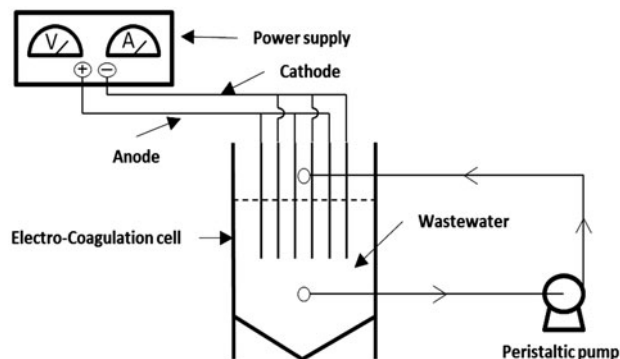 V
A
Power supply
+
−
Cathode
Anode
Electro-Coagulation cell
Wastewater
Peristaltic pump